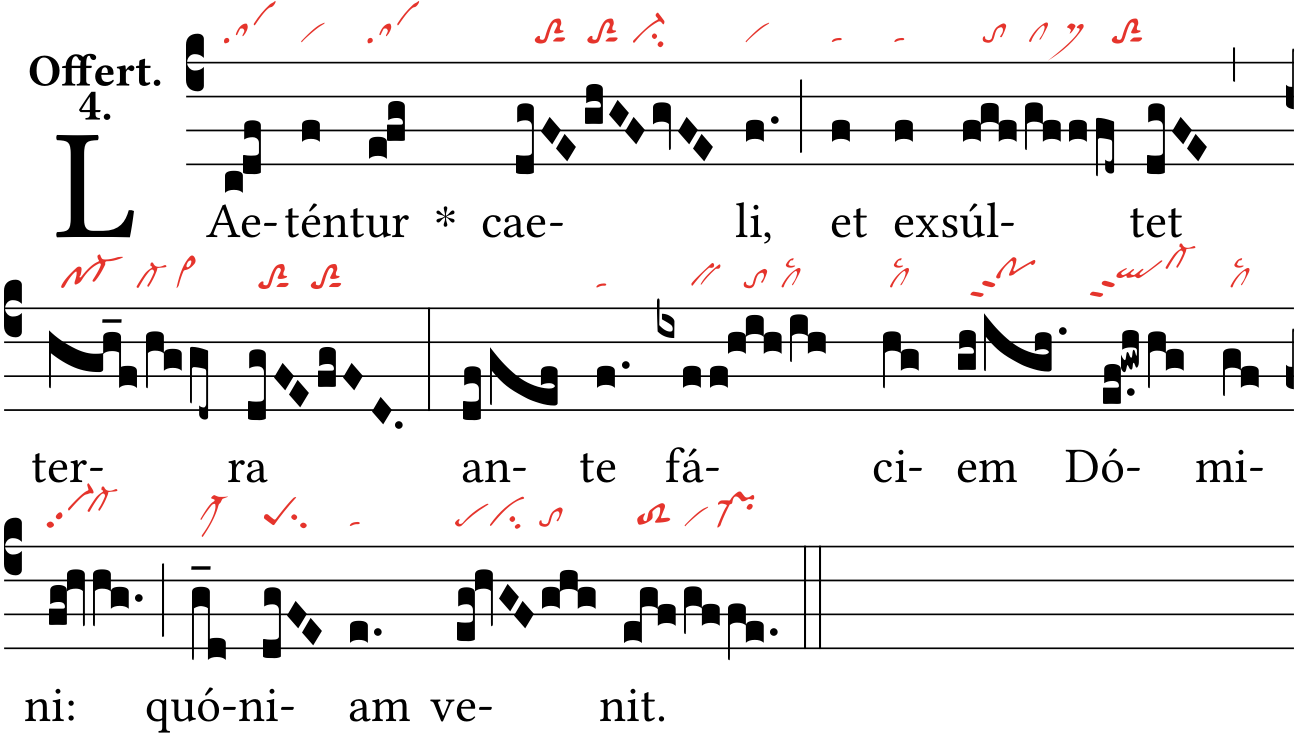 Offert.
4.
LAe-téntur * cae- li, et exsúl- tet
ter- ra an- te fá- ci- em Dó- mi-
ni: quó-ni- am ve- nit.